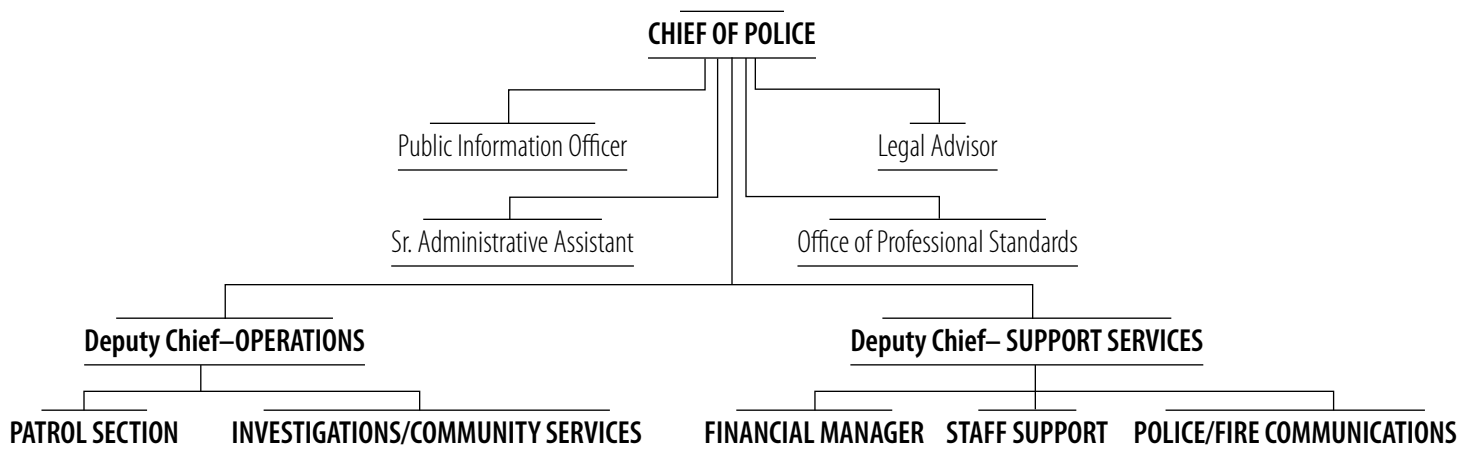 CHIEF OF POLICE
Public Information Officer
Legal Advisor
Sr. Administrative Assistant
Office of Professional Standards
Deputy Chief–OPERATIONS
Deputy Chief– SUPPORT SERVICES
PATROL SECTION
INVESTIGATIONS/COMMUNITY SERVICES
FINANCIAL MANAGER
STAFF SUPPORT
POLICE/FIRE COMMUNICATIONS